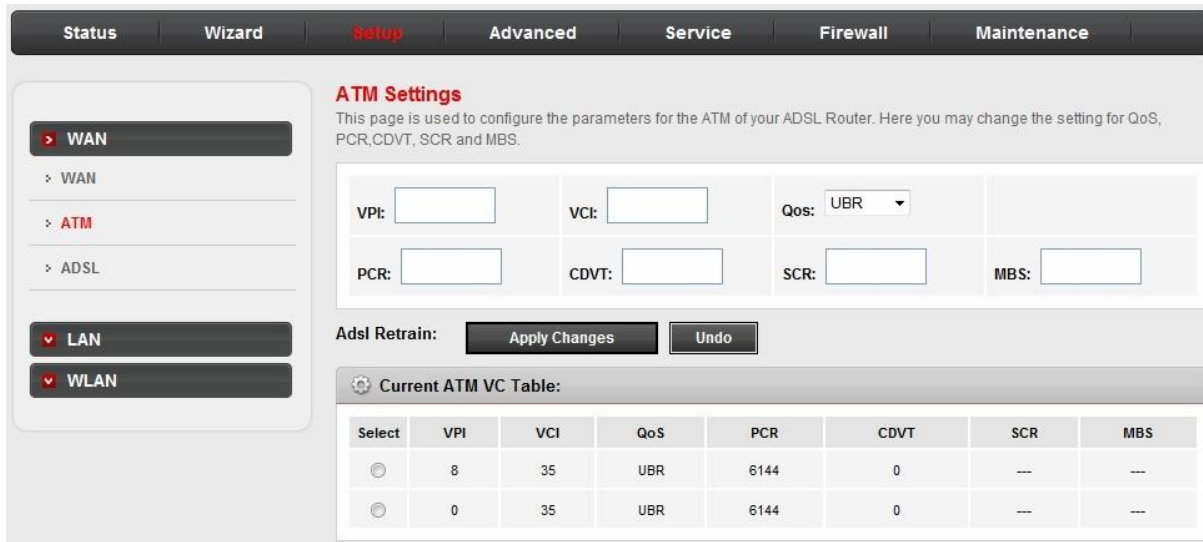 Status Wizard Setup Advanced Service Firewall Maintenance
WAN
WAN
ATM
ADSL
LAN
WLAN
ATM Settings
This page is used to configure the parameters for the ATM of your ADSL Router. Here you may change the setting for QoS,
PCR,CDVT, SCR and MBS.
VPI: VCI: Qos: UBR
PCR: CDVT: SCR: MBS:
Adsl Retrain: Apply Changes Undo
Current ATM VC Table:
Select VPI VCI QoS PCR CDVT SCR MBS
8 35 UBR 6144 0 --- ---
0 35 UBR 6144 0 --- ---